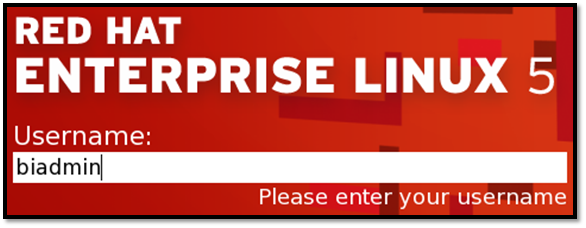 RED HAT
ENTERPRISE LINUX 5
Username:
biadmin
Please enter your username